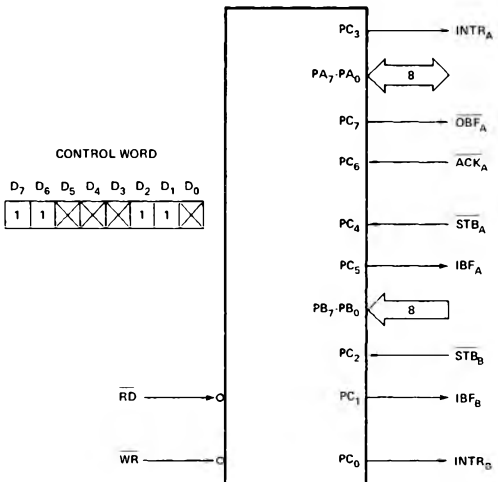 PC3 INTRA
PA7-PA0 8
PC7 OBFA
CONTROL WORD
PC6 ACKA
D7 D6 D5 D4 D3 D2 D1 D0
1 1 X X X 1 1 X
PC4 STBA
PC5 IBFA
PB7-PB0 8
PC2 STBB
RD PC1 IBFB
WR PC0 INTRB